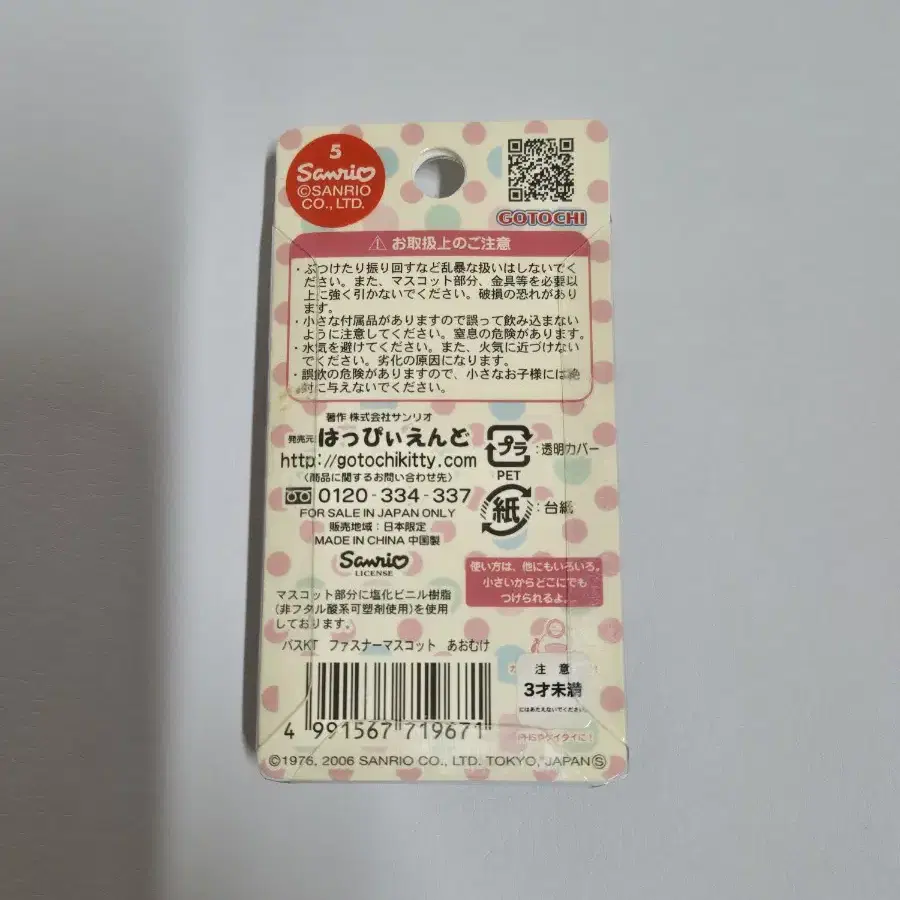 5
Sanrio
©SANRIO
CO., LTD.
GOTOCHI
⚠ お取扱上のご注意
・ぶつけたり振り回すなど乱暴な扱いはしないでく
ださい。また、マスコット部分、金具等を必要以
上に強く引かないでください。破損の恐れがあり
ます。
・小さな付属品がありますので誤って飲み込まない
ように注意してください。窒息の危険があります。
・水気を避けてください。また、火気に近づけない
でください。劣化の原因になります。
・誤飲の危険がありますので、小さなお子様には絶
対に与えないでください。
著作 株式会社サンリオ
発売元 はっぴぃえんど
http://gotochikitty.com
〈商品に関するお問い合わせ先〉
0120-334-337
FOR SALE IN JAPAN ONLY
販売地域：日本限定
MADE IN CHINA 中国製
Sanrio
LICENSE
プラ：透明カバー
PET
紙：台紙
使い方は、他にもいろいろ。
小さいからどこにでも
つけられるよ。
マスコット部分に塩化ビニル樹脂
(非フタル酸系可塑剤使用)を使用
しております。
バスKT ファスナーマスコット あおむけ
注意
3才未満
にはあたえないでください。
4 991567 719671
©1976, 2006 SANRIO CO., LTD. TOKYO, JAPAN Ⓢ